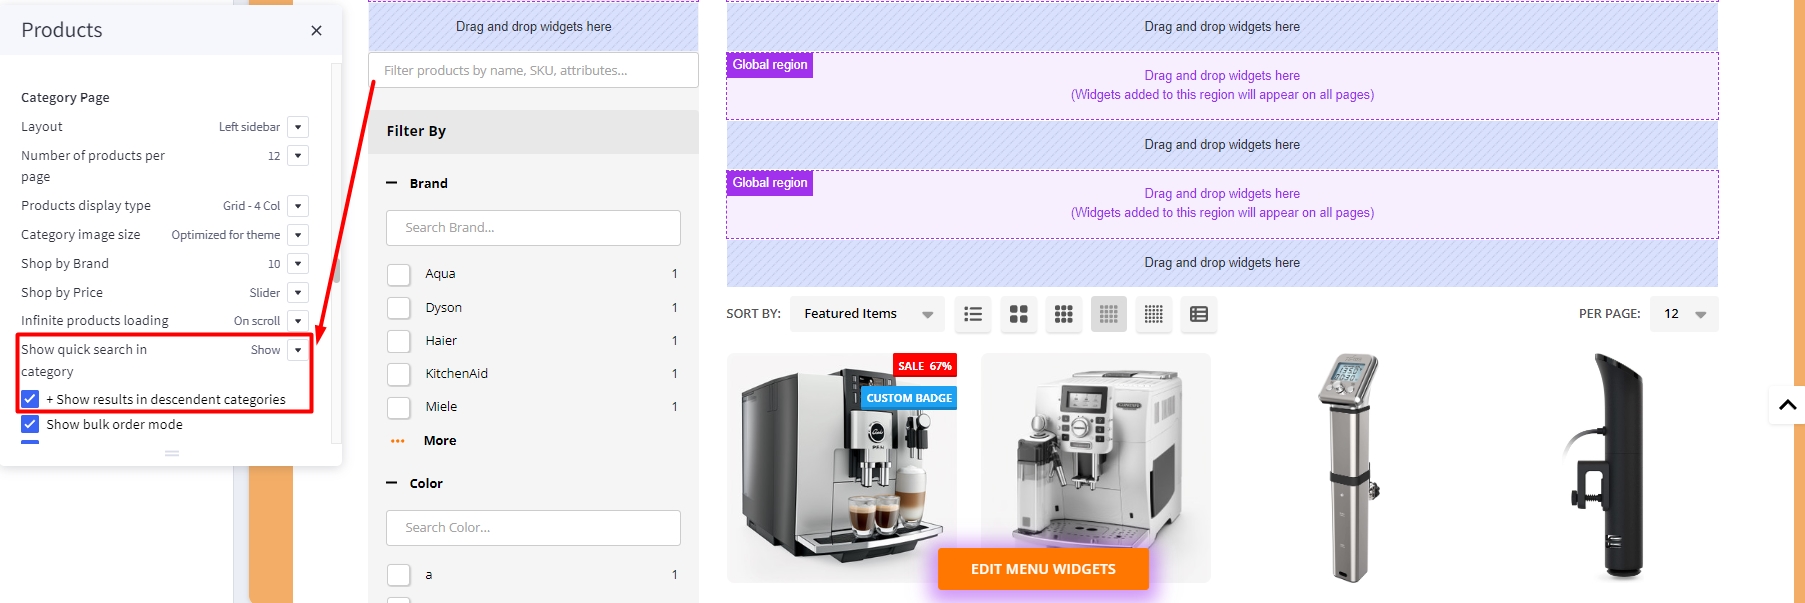 Products
Category Page
Layout Left sidebar
Number of products per page 12
Products display type Grid - 4 Col
Category image size Optimized for theme
Shop by Brand 10
Shop by Price Slider
Infinite products loading On scroll
Show quick search in category Show
+ Show results in descendent categories
Show bulk order mode
Drag and drop widgets here
Filter products by name, SKU, attributes...
Filter By
Brand
Search Brand...
Aqua 1
Dyson 1
Haier 1
KitchenAid 1
Miele 1
More
Color
Search Color...
a 1
Drag and drop widgets here
Global region
Drag and drop widgets here
(Widgets added to this region will appear on all pages)
Drag and drop widgets here
Global region
Drag and drop widgets here
(Widgets added to this region will appear on all pages)
Drag and drop widgets here
SORT BY: Featured Items
PER PAGE: 12
SALE 67%
CUSTOM BADGE
EDIT MENU WIDGETS